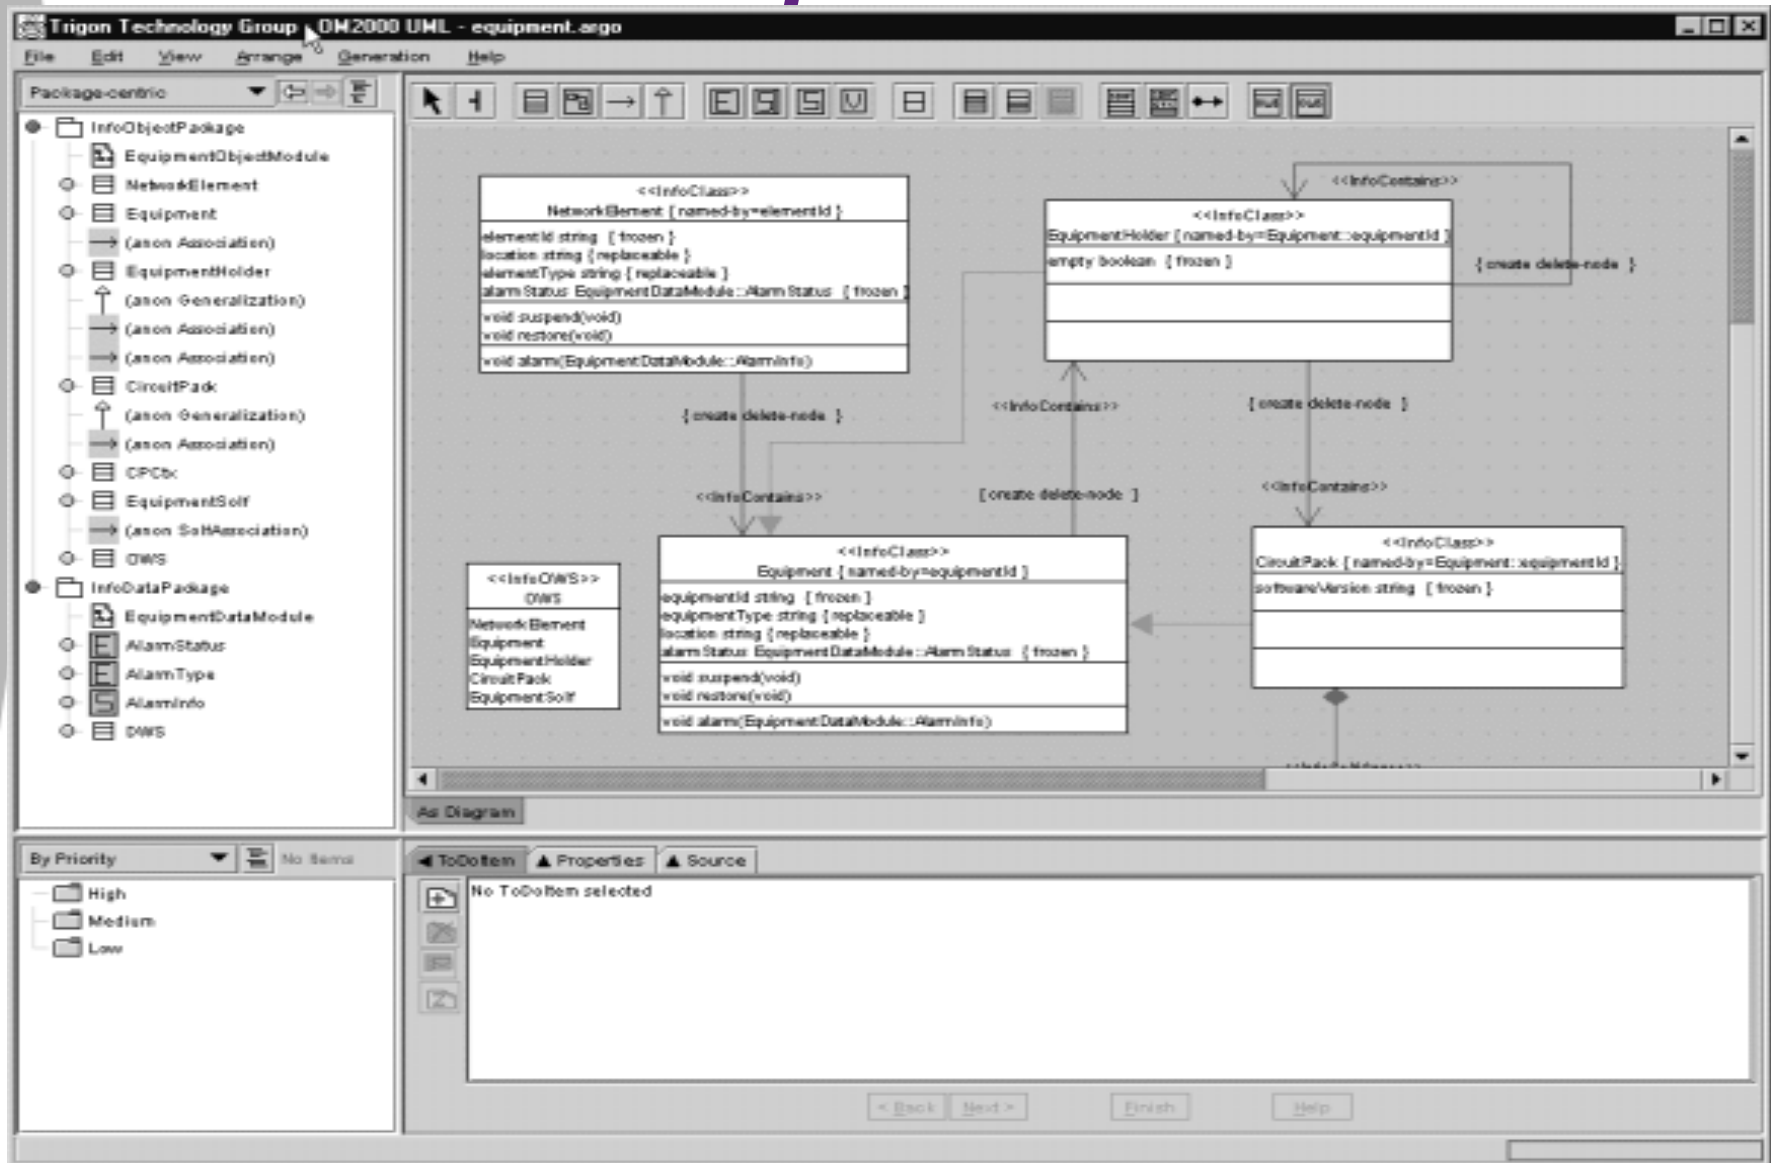 Trigon Technology Group - OM2000 UML - equipment.argo
File Edit View Arrange Generation Help
Package-centric
InfoObjectPackage
EquipmentObjectModule
NetworkElement
Equipment
(anon Association)
EquipmentHolder
(anon Generalization)
(anon Association)
(anon Association)
CircuitPack
(anon Generalization)
(anon Association)
CPCtx
EquipmentSolf
(anon SolfAssociation)
OWS
InfoDataPackage
EquipmentDataModule
AlarmStatus
AlarmType
AlarmInfo
OWS
<<InfoClass>>
NetworkElement { named-by=elementId }
elementId string { frozen }
location string { replaceable }
elementType string { replaceable }
alarmStatus EquipmentDataModule::AlarmStatus { frozen }
void suspend(void)
void restore(void)
void alarm(EquipmentDataModule::AlarmInfo)
<<InfoContains>>
<<InfoClass>>
EquipmentHolder { named-by=Equipment::equipmentId }
empty boolean { frozen }
{ create delete-node }
{ create delete-node }
<<InfoContains>>
{ create delete-node }
<<InfoContains>>
{ create delete-node }
<<InfoContains>>
<<InfoOWS>>
OWS
NetworkElement
Equipment
EquipmentHolder
CircuitPack
EquipmentSolf
<<InfoClass>>
Equipment { named-by=equipmentId }
equipmentId string { frozen }
equipmentType string { replaceable }
location string { replaceable }
alarmStatus EquipmentDataModule::AlarmStatus { frozen }
void suspend(void)
void restore(void)
void alarm(EquipmentDataModule::AlarmInfo)
<<InfoClass>>
CircuitPack { named-by=Equipment::equipmentId }
softwareVersion string { frozen }
As Diagram
By Priority No Items
High
Medium
Low
ToDoItem Properties Source
No ToDoItem selected
< Back Next > Finish Help